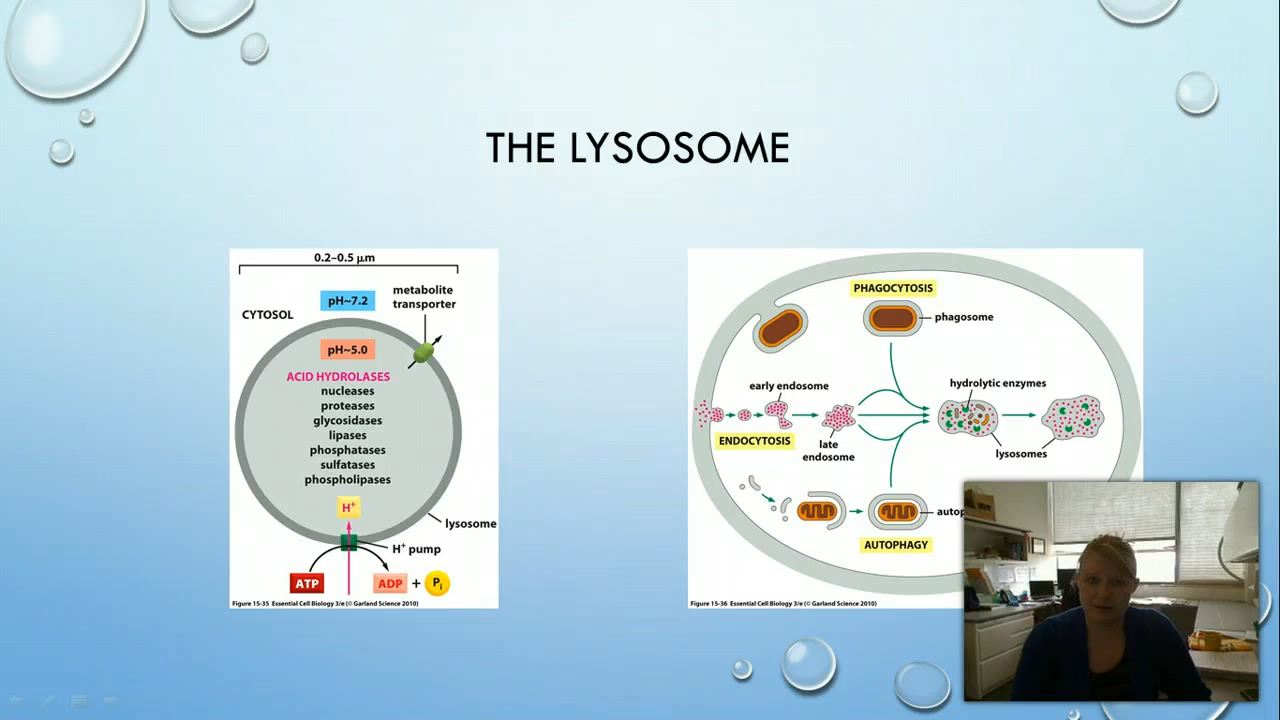 THE LYSOSOME
0.2–0.5 µm
pH~7.2
metabolite
transporter
CYTOSOL
pH~5.0
ACID HYDROLASES
nucleases
proteases
glycosidases
lipases
phosphatases
sulfatases
phospholipases
H⁺
lysosome
H⁺ pump
ATP
ADP + Pᵢ
Figure 15-35 Essential Cell Biology 3/e (© Garland Science 2010)
PHAGOCYTOSIS
phagosome
early endosome
hydrolytic enzymes
ENDOCYTOSIS
late
endosome
lysosomes
autop
AUTOPHAGY
Figure 15-36 Essential Cell Biology 3/e (© Garland Science 2010)